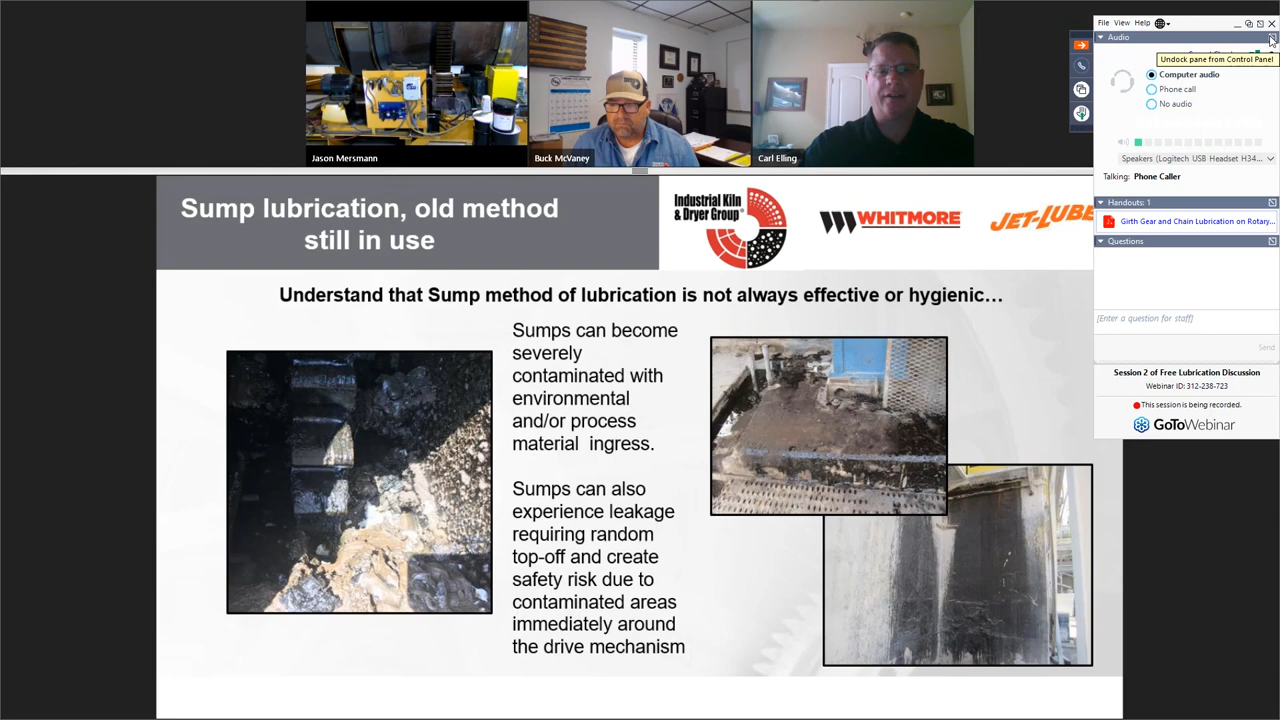 File View Help
Audio
Undock pane from Control Panel
Computer audio
Phone call
No audio
Speakers (Logitech USB Headset H34...
Talking: Phone Caller
Handouts: 1
Girth Gear and Chain Lubrication on Rotary...
Questions
[Enter a question for staff]
Send
Session 2 of Free Lubrication Discussion
Webinar ID: 312-238-723
This session is being recorded.
GoToWebinar
Jason Mersmann
Buck McVaney
Carl Elling
Sump lubrication, old method
still in use
Industrial Kiln
& Dryer Group
WHITMORE
JET-LUBE
Understand that Sump method of lubrication is not always effective or hygienic…
Sumps can become
severely
contaminated with
environmental
and/or process
material ingress.
Sumps can also
experience leakage
requiring random
top-off and create
safety risk due to
contaminated areas
immediately around
the drive mechanism